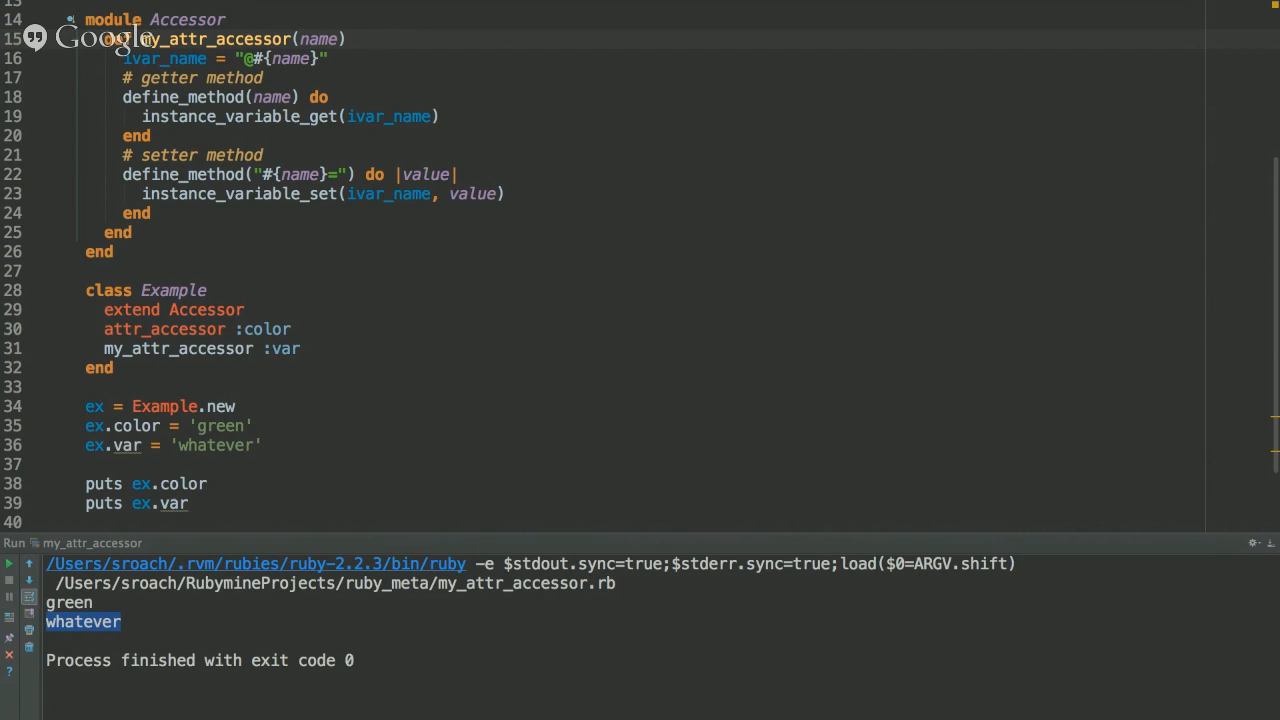 13
14 module Accessor
Google
15 def my_attr_accessor(name)
16 ivar_name = "@#{name}"
17 # getter method
18 define_method(name) do
19 instance_variable_get(ivar_name)
20 end
21 # setter method
22 define_method("#{name}=") do |value|
23 instance_variable_set(ivar_name, value)
24 end
25 end
26 end
27
28 class Example
29 extend Accessor
30 attr_accessor :color
31 my_attr_accessor :var
32 end
33
34 ex = Example.new
35 ex.color = 'green'
36 ex.var = 'whatever'
37
38 puts ex.color
39 puts ex.var
40
Run my_attr_accessor
/Users/sroach/.rvm/rubies/ruby-2.2.3/bin/ruby -e $stdout.sync=true;$stderr.sync=true;load($0=ARGV.shift)
/Users/sroach/RubymineProjects/ruby_meta/my_attr_accessor.rb
green
whatever
Process finished with exit code 0